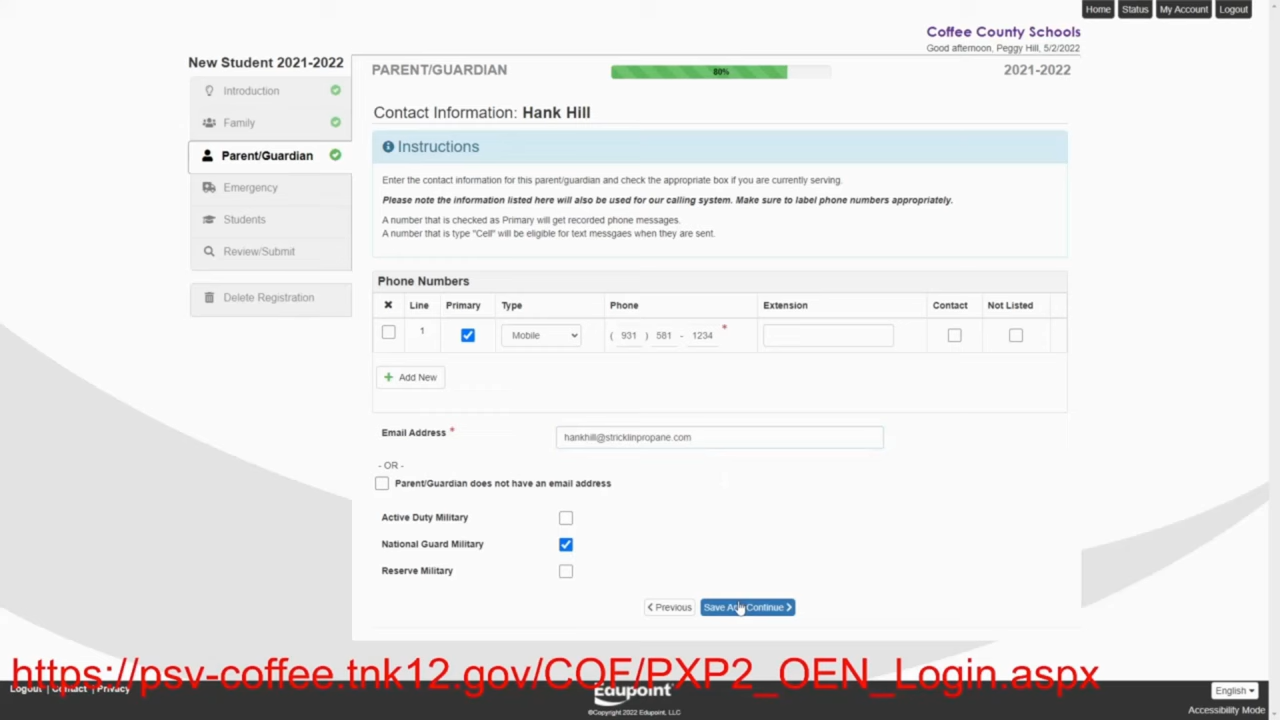 Home Status My Account Logout
Coffee County Schools
Good afternoon, Peggy Hill, 5/2/2022
New Student 2021-2022
Introduction
Family
Parent/Guardian
Emergency
Students
Review/Submit
Delete Registration
PARENT/GUARDIAN 80% 2021-2022
Contact Information: Hank Hill
Instructions
Enter the contact information for this parent/guardian and check the appropriate box if you are currently serving.
Please note the information listed here will also be used for our calling system. Make sure to label phone numbers appropriately.
A number that is checked as Primary will get recorded phone messages.
A number that is type "Cell" will be eligible for text messgaes when they are sent.
Phone Numbers
Line Primary Type Phone Extension Contact Not Listed
1 Mobile ( 931 ) 581 - 1234 *
+ Add New
Email Address * hankhill@stricklinpropane.com
- OR -
Parent/Guardian does not have an email address
Active Duty Military
National Guard Military
Reserve Military
Previous Save And Continue
https://psv-coffee.tnk12.gov/COE/PXP2_OEN_Login.aspx
Logout | Contact | Privacy
Edupoint
©Copyright 2022 Edupoint, LLC
English
Accessibility Mode